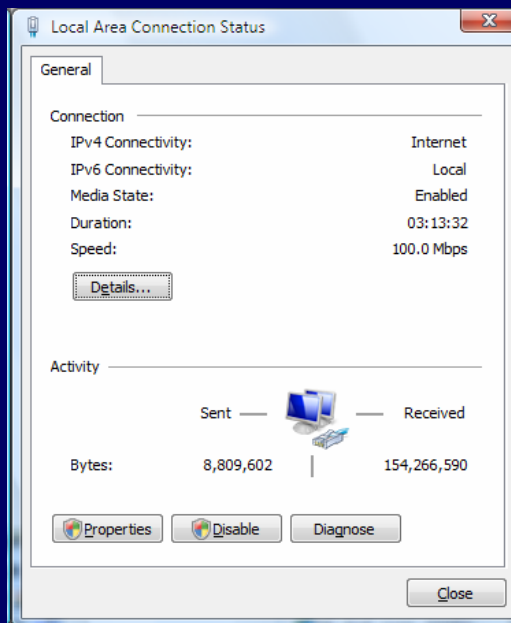 Local Area Connection Status
General
Connection
IPv4 Connectivity: Internet
IPv6 Connectivity: Local
Media State: Enabled
Duration: 03:13:32
Speed: 100.0 Mbps
Details...
Activity
Sent Received
Bytes: 8,809,602 154,266,590
Properties Disable Diagnose
Close